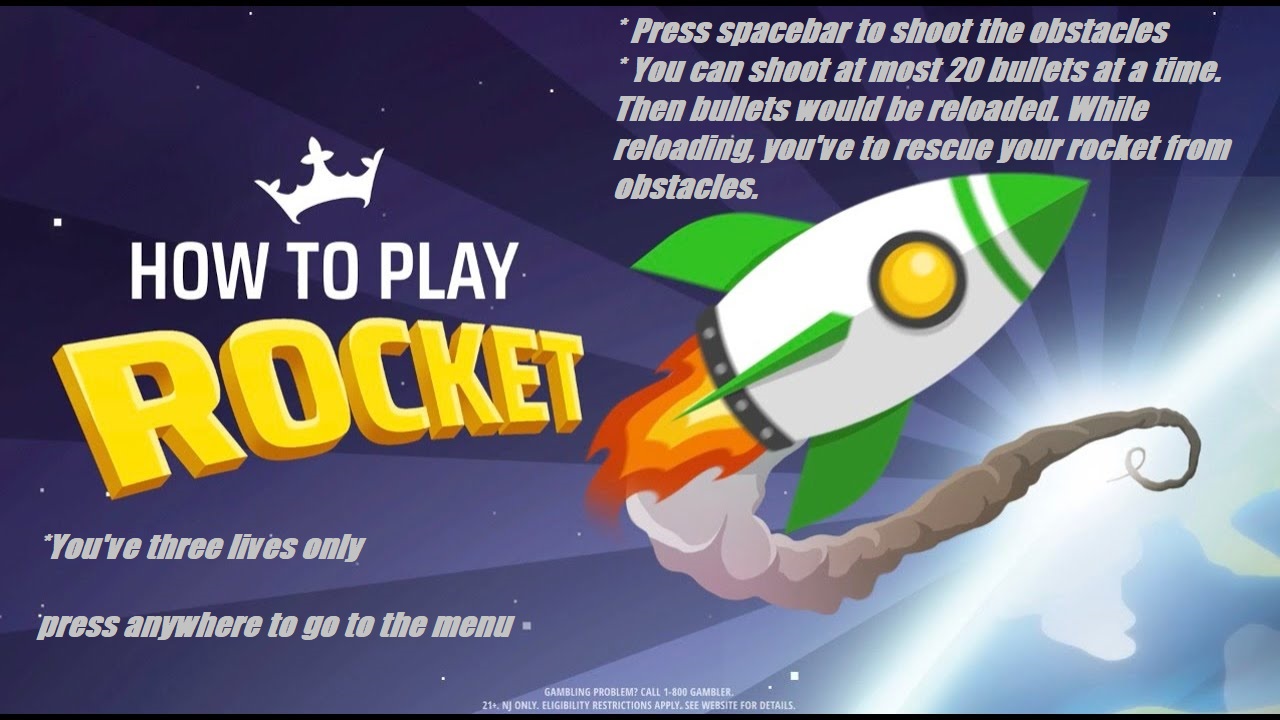 * Press spacebar to shoot the obstacles
* You can shoot at most 20 bullets at a time.
Then bullets would be reloaded. While
reloading, you've to rescue your rocket from
obstacles.
HOW TO PLAY
ROCKET
*You've three lives only
press anywhere to go to the menu
GAMBLING PROBLEM? CALL 1-800 GAMBLER.
21+. NJ ONLY. ELIGIBILITY RESTRICTIONS APPLY. SEE WEBSITE FOR DETAILS.